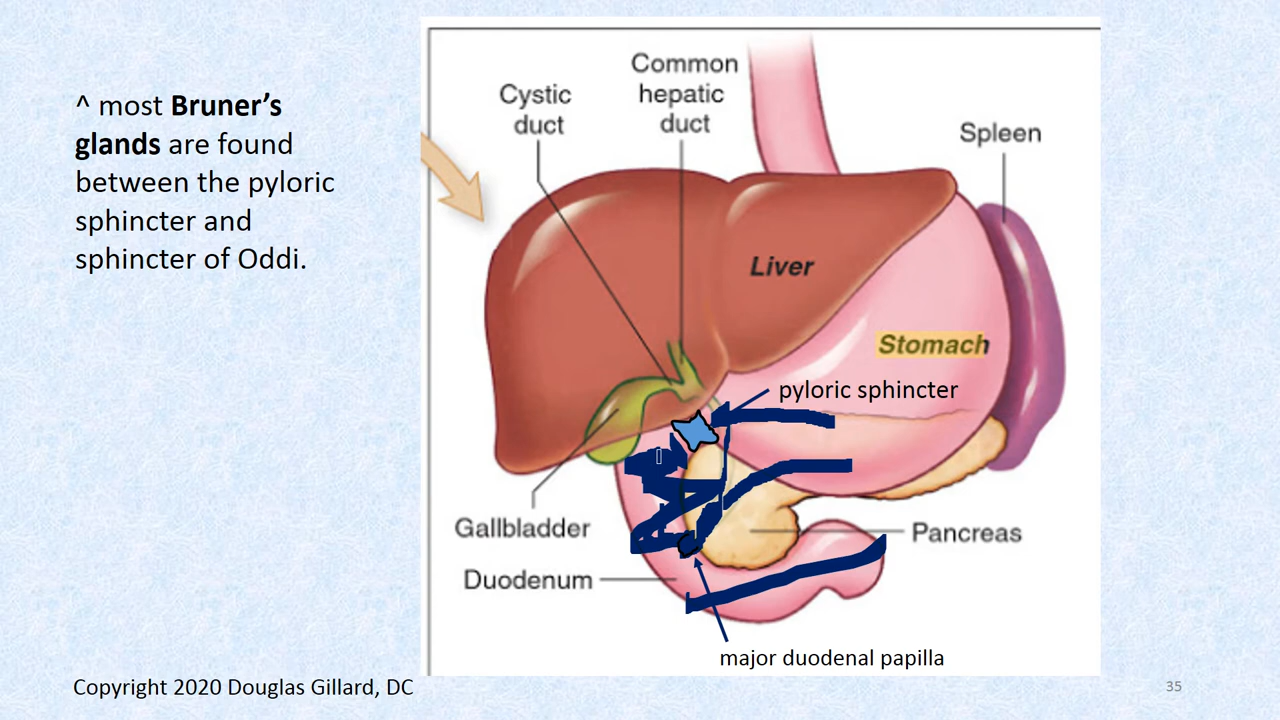 ^ most Bruner's
glands are found
between the pyloric
sphincter and
sphincter of Oddi.
Cystic
duct
Common
hepatic
duct
Spleen
Liver
Stomach
pyloric sphincter
Gallbladder
Pancreas
Duodenum
major duodenal papilla
Copyright 2020 Douglas Gillard, DC
35